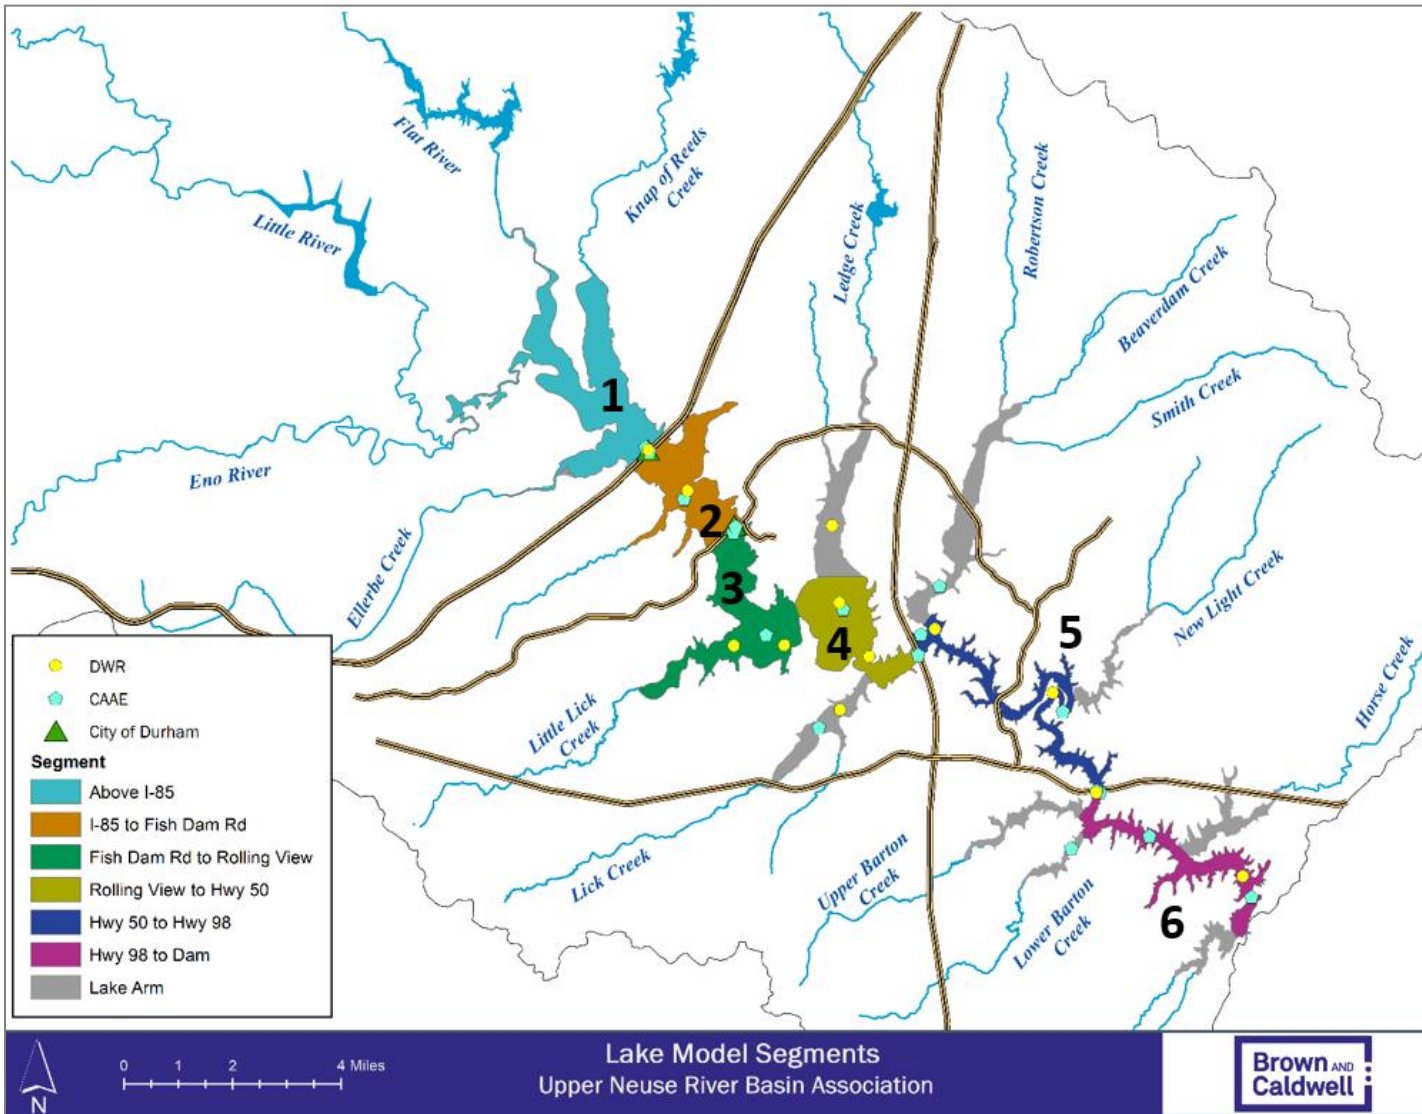 Flat River
Knap of Reeds
Creek
Little River
Ledge Creek
Robertson Creek
Beaverdam Creek
Smith Creek
1
Eno River
2
Ellerbe Creek
3
4
5
New Light Creek
Horse Creek
Little Lick
Creek
Lick Creek
Upper Barton
Creek
Lower Barton
Creek
6
DWR
CAAE
City of Durham
Segment
Above I-85
I-85 to Fish Dam Rd
Fish Dam Rd to Rolling View
Rolling View to Hwy 50
Hwy 50 to Hwy 98
Hwy 98 to Dam
Lake Arm
N
0 1 2 4 Miles
Lake Model Segments
Upper Neuse River Basin Association
Brown AND
Caldwell